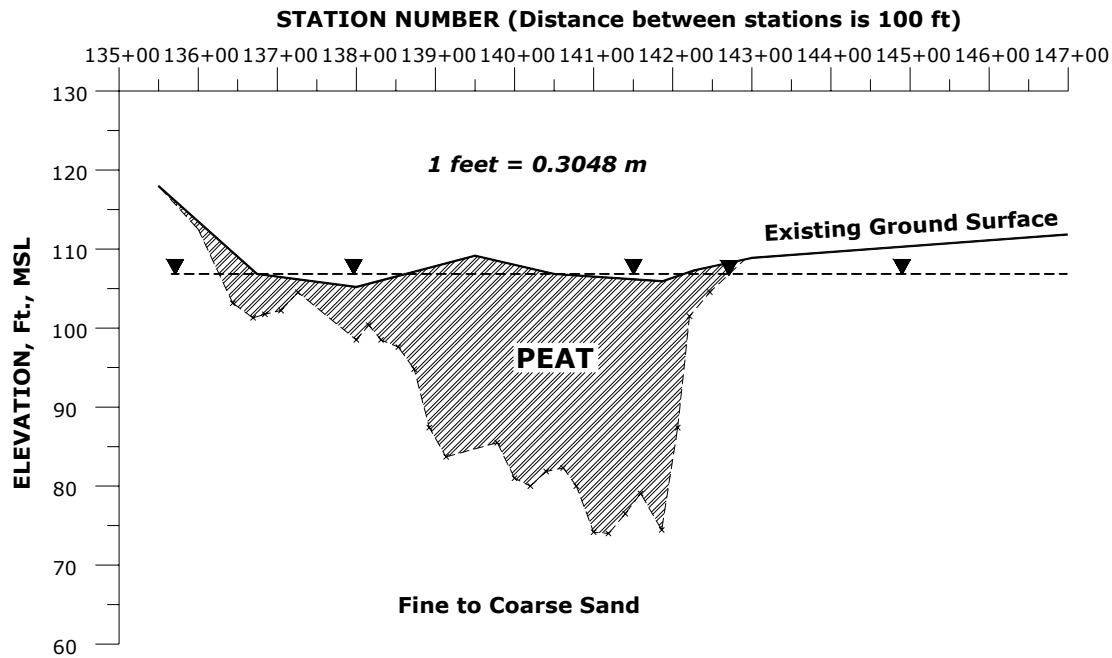 STATION NUMBER (Distance between stations is 100 ft)
135+00 136+00 137+00 138+00 139+00 140+00 141+00 142+00 143+00 144+00 145+00 146+00 147+00
130
1 feet = 0.3048 m
120
Existing Ground Surface
110
100
PEAT
90
80
70
Fine to Coarse Sand
60
ELEVATION, Ft., MSL